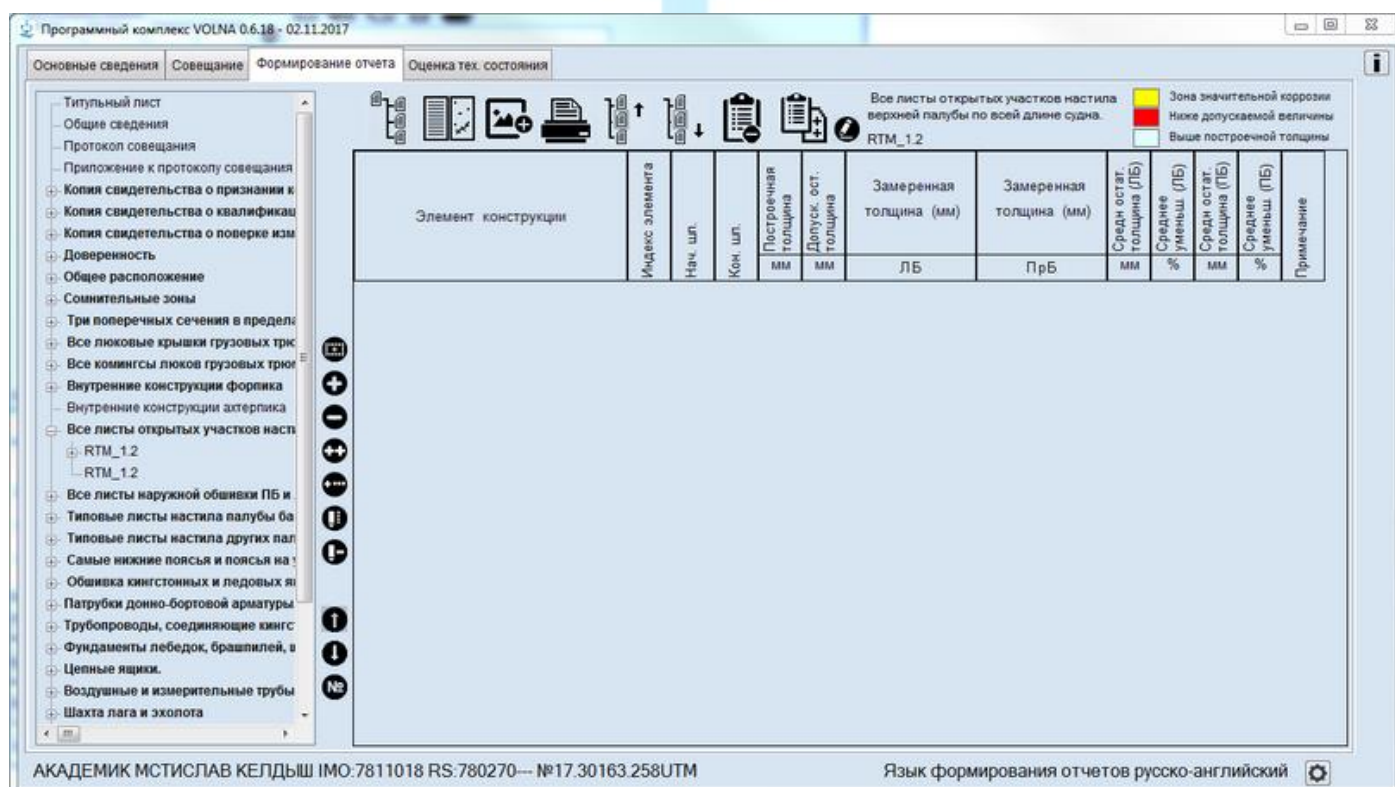 Программный комплекс VOLNA 0.6.18 - 02.11.2017
Основные сведения
Совещание
Формирование отчета
Оценка тех. состояния
Титульный лист
Общие сведения
Протокол совещания
Приложение к протоколу совещания
Копия свидетельства о признании к
Копия свидетельства о квалификац
Копия свидетельства о поверке изм
Доверенность
Общее расположение
Сомнительные зоны
Три поперечных сечения в предела
Все люковые крышки грузовых трю
Все комингсы люков грузовых трюм
Внутренние конструкции форпика
Внутренние конструкции ахтерпика
Все листы открытых участков насти
RTM_1.2
RTM_1.2
Все листы наружной обшивки ПБ и
Типовые листы настила палубы ба
Типовые листы настила других пал
Самые нижние поясья и поясья на
Обшивка кингстонных и ледовых я
Патрубки донно-бортовой арматуры
Трубопроводы, соединяющие кингс
Фундаменты лебедок, брашпилей,
Цепные ящики.
Воздушные и измерительные трубы
Шахта лага и эхолота
Все листы открытых участков настила
верхней палубы по всей длине судна.
RTM_1.2
Зона значительной коррозии
Ниже допускаемой величины
Выше построечной толщины
Элемент конструкции
Индекс элемента
Нач. шп.
Кон. шп.
Построечная толщина
мм
Допуск. ост. толщина
мм
Замеренная
толщина (мм)
ЛБ
Замеренная
толщина (мм)
ПрБ
Средн остат. толщина (ЛБ)
мм
Среднее уменьш. (ЛБ)
%
Средн остат. толщина (ПБ)
мм
Среднее уменьш. (ПБ)
%
Примечание
№
АКАДЕМИК МСТИСЛАВ КЕЛДЫШ IMO:7811018 RS:780270--- №17.30163.258UTM
Язык формирования отчетов русско-английский